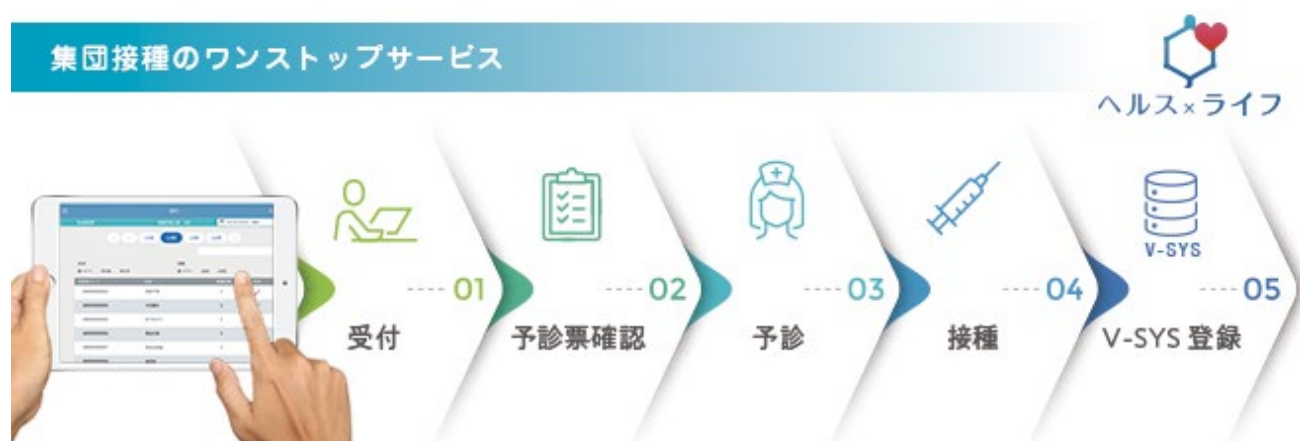 集団接種のワンストップサービス
ヘルス×ライフ
V-SYS
01
02
03
04
05
受付
予診票確認
予診
接種
V-SYS 登録